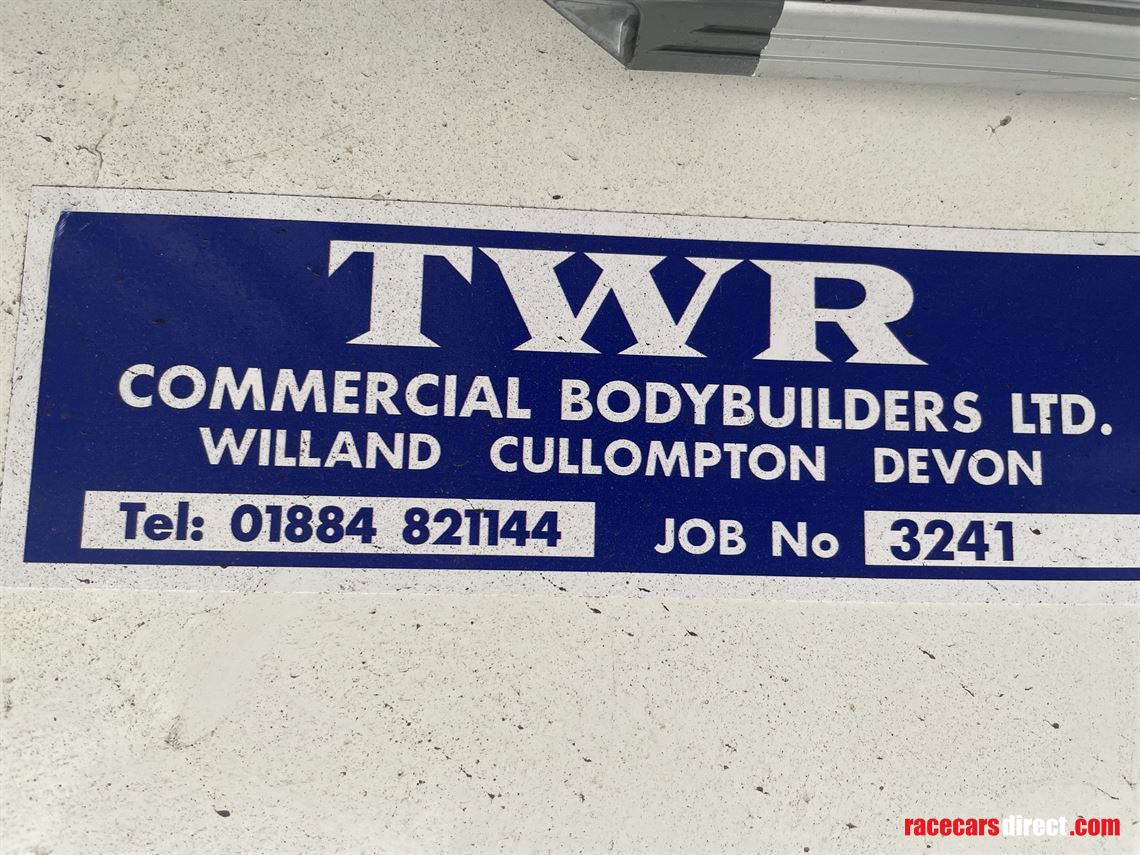 TWR
COMMERCIAL BODYBUILDERS LTD.
WILLAND CULLOMPTON DEVON
Tel: 01884 821144 JOB No 3241
racecarsdirect.com